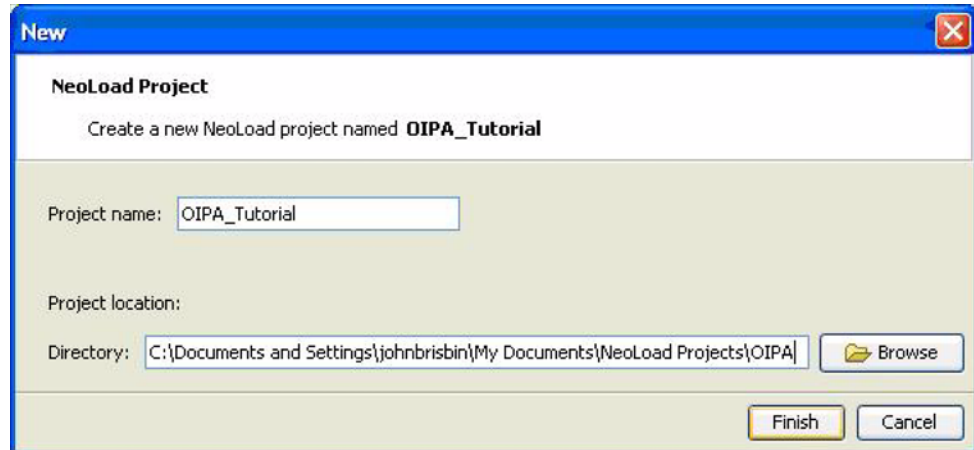 New
NeoLoad Project
Create a new NeoLoad project named OIPA_Tutorial
Project name: OIPA_Tutorial
Project location:
Directory: C:\Documents and Settings\johnbrisbin\My Documents\NeoLoad Projects\OIPA Browse
Finish Cancel